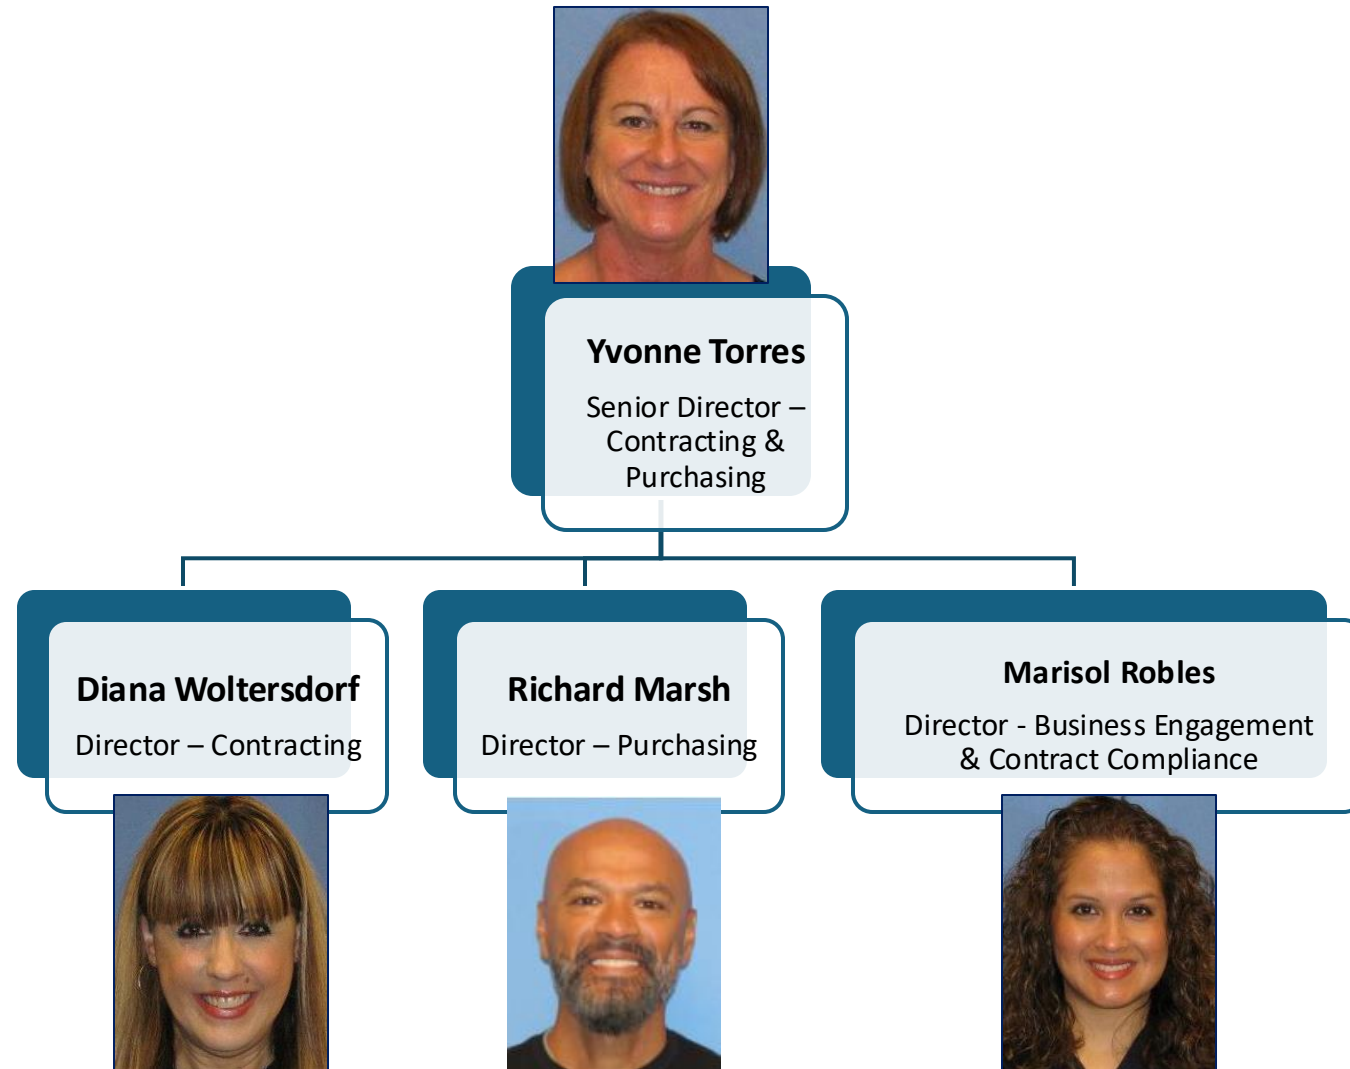 Yvonne Torres
Senior Director –
Contracting &
Purchasing
Diana Woltersdorf
Director – Contracting
Richard Marsh
Director – Purchasing
Marisol Robles
Director - Business Engagement
& Contract Compliance